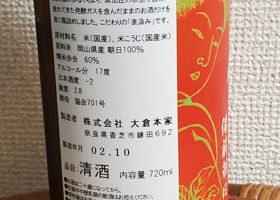 れてきた発酵ガスを含んだままのお酒だけを
質に瓶詰めしました、こだわりの「直汲み」です。
原材料名 米(国産)、米こうじ(国産米)
原料米 岡山県産 朝日100%
精米歩合 60%
アルコール分 17度
日本酒度 -2
酸度 2.8
酵母 協会701号
製造者 株式会社 大倉本家
奈良県香芝市鎌田692
製造年月 02.10
品目 清酒 内容量 720ml